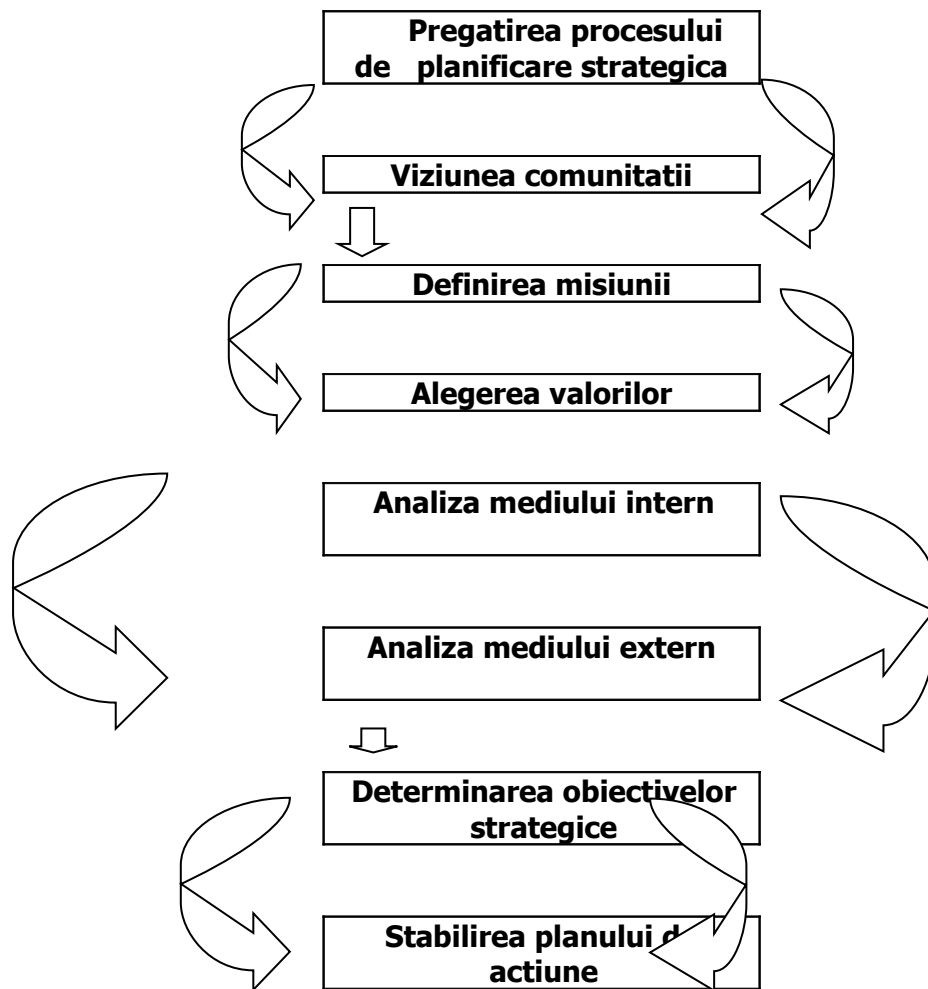 Pregatirea procesului
de planificare strategica
Viziunea comunitatii
Definirea misiunii
Alegerea valorilor
Analiza mediului intern
Analiza mediului extern
Determinarea obiectivelor
strategice
Stabilirea planului
actiune